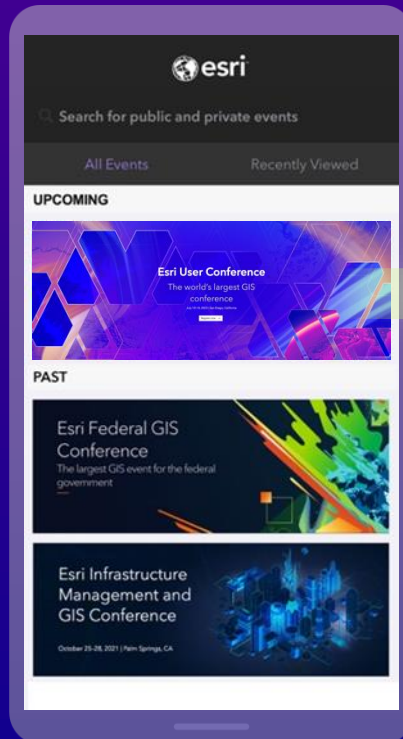 esri
Search for public and private events
All Events
Recently Viewed
UPCOMING
Esri User Conference
The world's largest GIS
conference
PAST
Esri Federal GIS
Conference
The largest GIS event for the federal
government
Esri Infrastructure
Management and
GIS Conference
October 25-28, 2021 | Palm Springs, CA